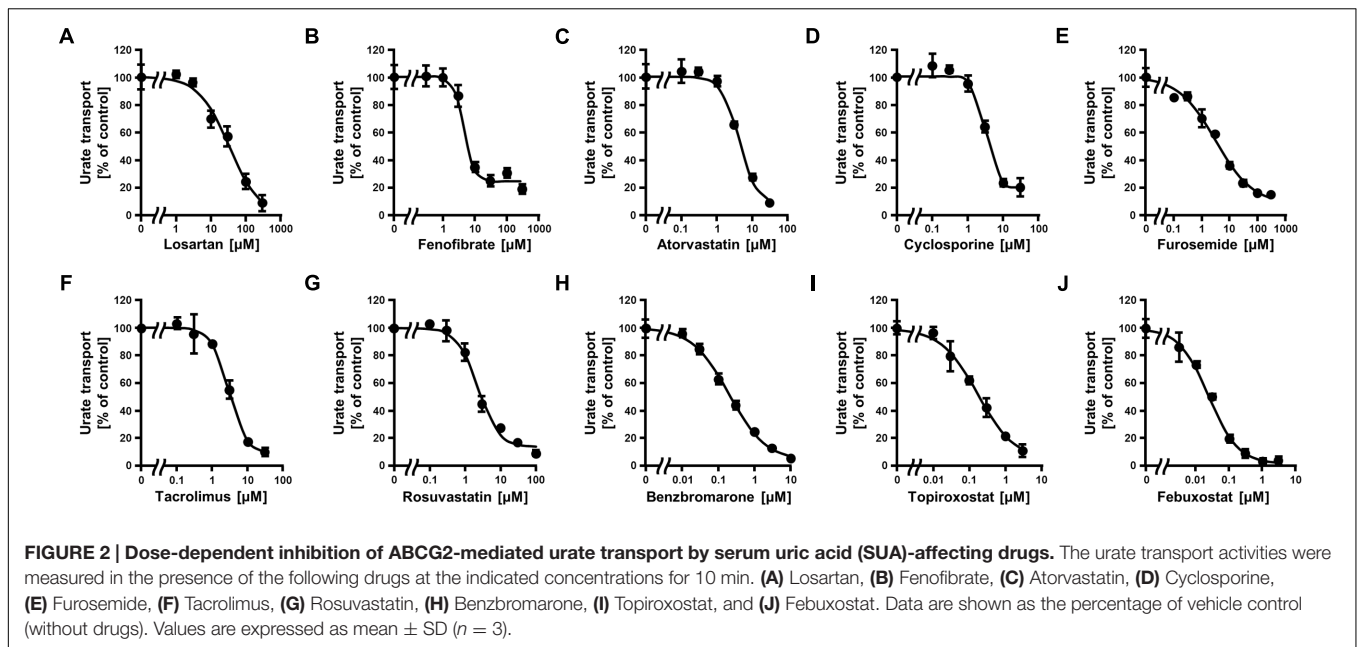 A
B
C
D
E
120
100
80
60
40
20
0
Urate transport
[% of control]
0 1 10 100 1000
Losartan [µM]
120
100
80
60
40
20
0
Urate transport
[% of control]
0 1 10 100 1000
Fenofibrate [µM]
120
100
80
60
40
20
0
Urate transport
[% of control]
0 0.1 1 10 100
Atorvastatin [µM]
120
100
80
60
40
20
0
Urate transport
[% of control]
0 0.1 1 10 100
Cyclosporine [µM]
120
100
80
60
40
20
0
Urate transport
[% of control]
0 0.1 1 10 100 1000
Furosemide [µM]
F
G
H
I
J
120
100
80
60
40
20
0
Urate transport
[% of control]
0 0.1 1 10 100
Tacrolimus [µM]
120
100
80
60
40
20
0
Urate transport
[% of control]
0 0.1 1 10 100
Rosuvastatin [µM]
120
100
80
60
40
20
0
Urate transport
[% of control]
0 0.01 0.1 1 10
Benzbromarone [µM]
120
100
80
60
40
20
0
Urate transport
[% of control]
0 0.01 0.1 1 10
Topiroxostat [µM]
120
100
80
60
40
20
0
Urate transport
[% of control]
0 0.01 0.1 1 10
Febuxostat [µM]
FIGURE 2 | Dose-dependent inhibition of ABCG2-mediated urate transport by serum uric acid (SUA)-affecting drugs. The urate transport activities were
measured in the presence of the following drugs at the indicated concentrations for 10 min. (A) Losartan, (B) Fenofibrate, (C) Atorvastatin, (D) Cyclosporine,
(E) Furosemide, (F) Tacrolimus, (G) Rosuvastatin, (H) Benzbromarone, (I) Topiroxostat, and (J) Febuxostat. Data are shown as the percentage of vehicle control
(without drugs). Values are expressed as mean ± SD (n = 3).